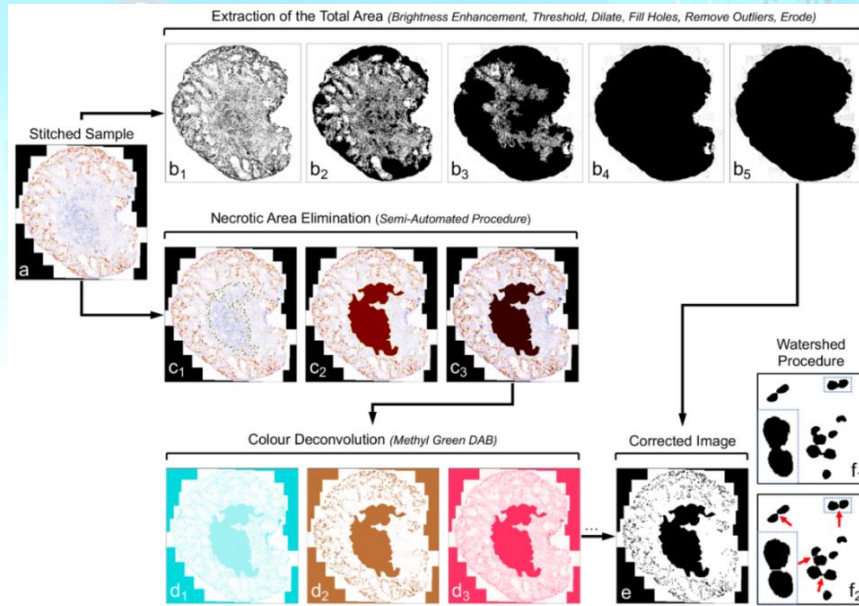 Extraction of the Total Area (Brightness Enhancement, Threshold, Dilate, Fill Holes, Remove Outliers, Erode)
Stitched Sample
a
b1
b2
b3
b4
b5
Necrotic Area Elimination (Semi-Automated Procedure)
c1
c2
c3
Watershed
Procedure
Colour Deconvolution (Methyl Green DAB)
Corrected Image
d1
d2
d3
...
e